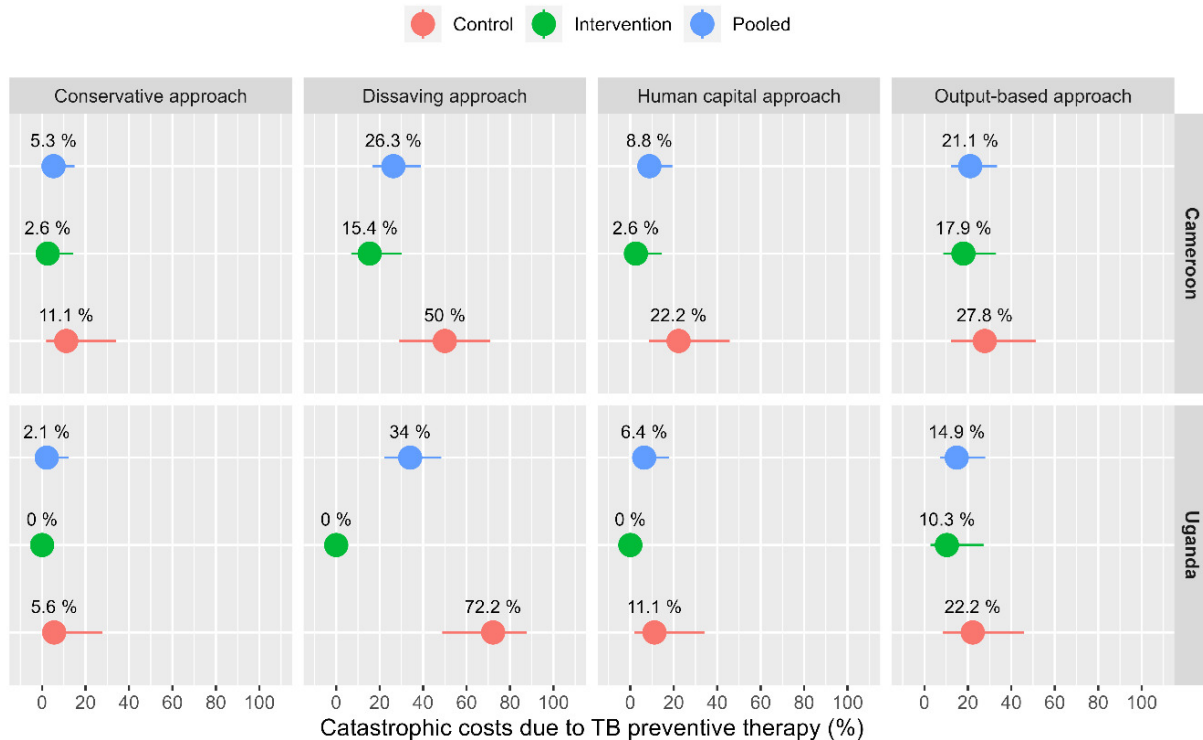 Control Intervention Pooled
Conservative approach Dissaving approach Human capital approach Output-based approach
5.3 % 26.3 % 8.8 % 21.1 %
2.6 % 15.4 % 2.6 % 17.9 %
11.1 % 50 % 22.2 % 27.8 %
Cameroon
2.1 % 34 % 6.4 % 14.9 %
0 % 0 % 0 % 10.3 %
5.6 % 72.2 % 11.1 % 22.2 %
Uganda
0 20 40 60 80 100 0 20 40 60 80 100 0 20 40 60 80 100 0 20 40 60 80 100
Catastrophic costs due to TB preventive therapy (%)